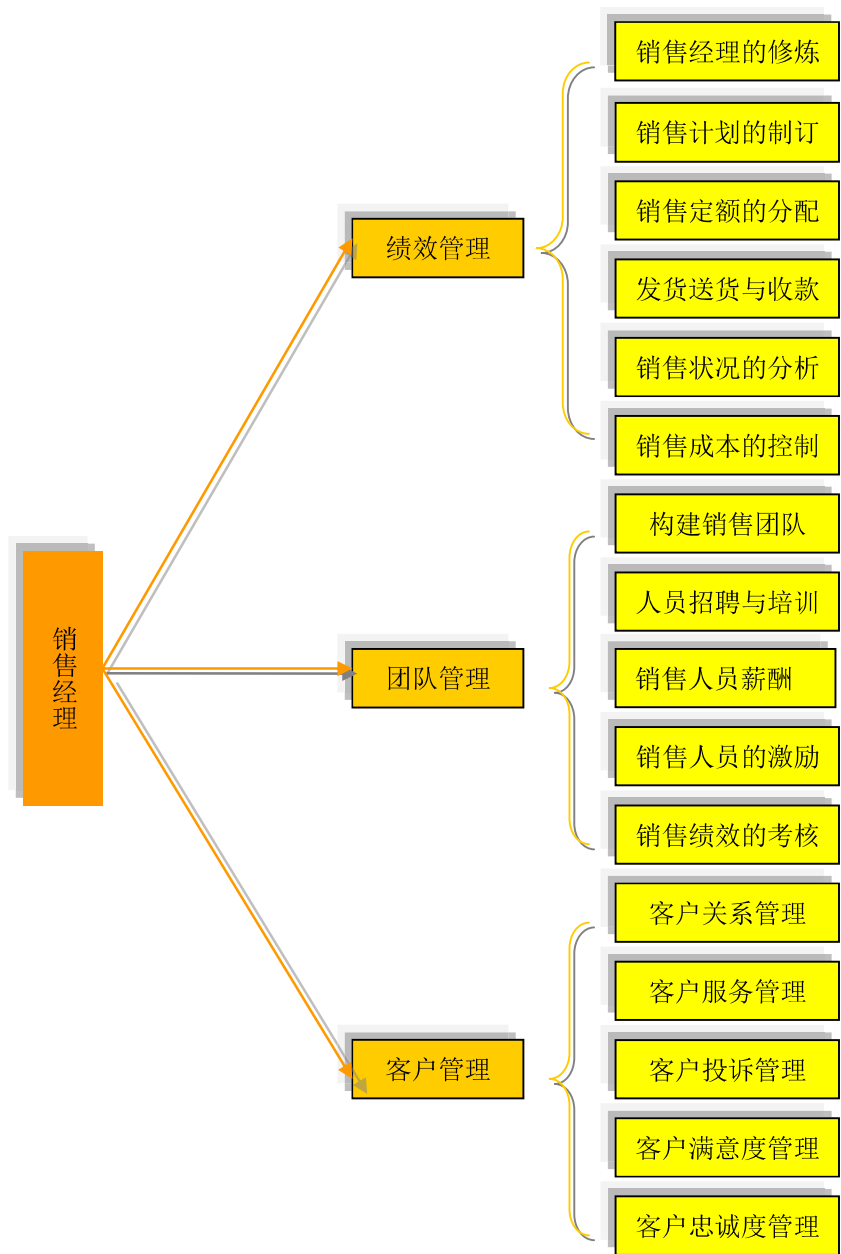 销售经理
绩效管理
销售经理的修炼
销售计划的制订
销售定额的分配
发货送货与收款
销售状况的分析
销售成本的控制
团队管理
构建销售团队
人员招聘与培训
销售人员薪酬
销售人员的激励
销售绩效的考核
客户管理
客户关系管理
客户服务管理
客户投诉管理
客户满意度管理
客户忠诚度管理